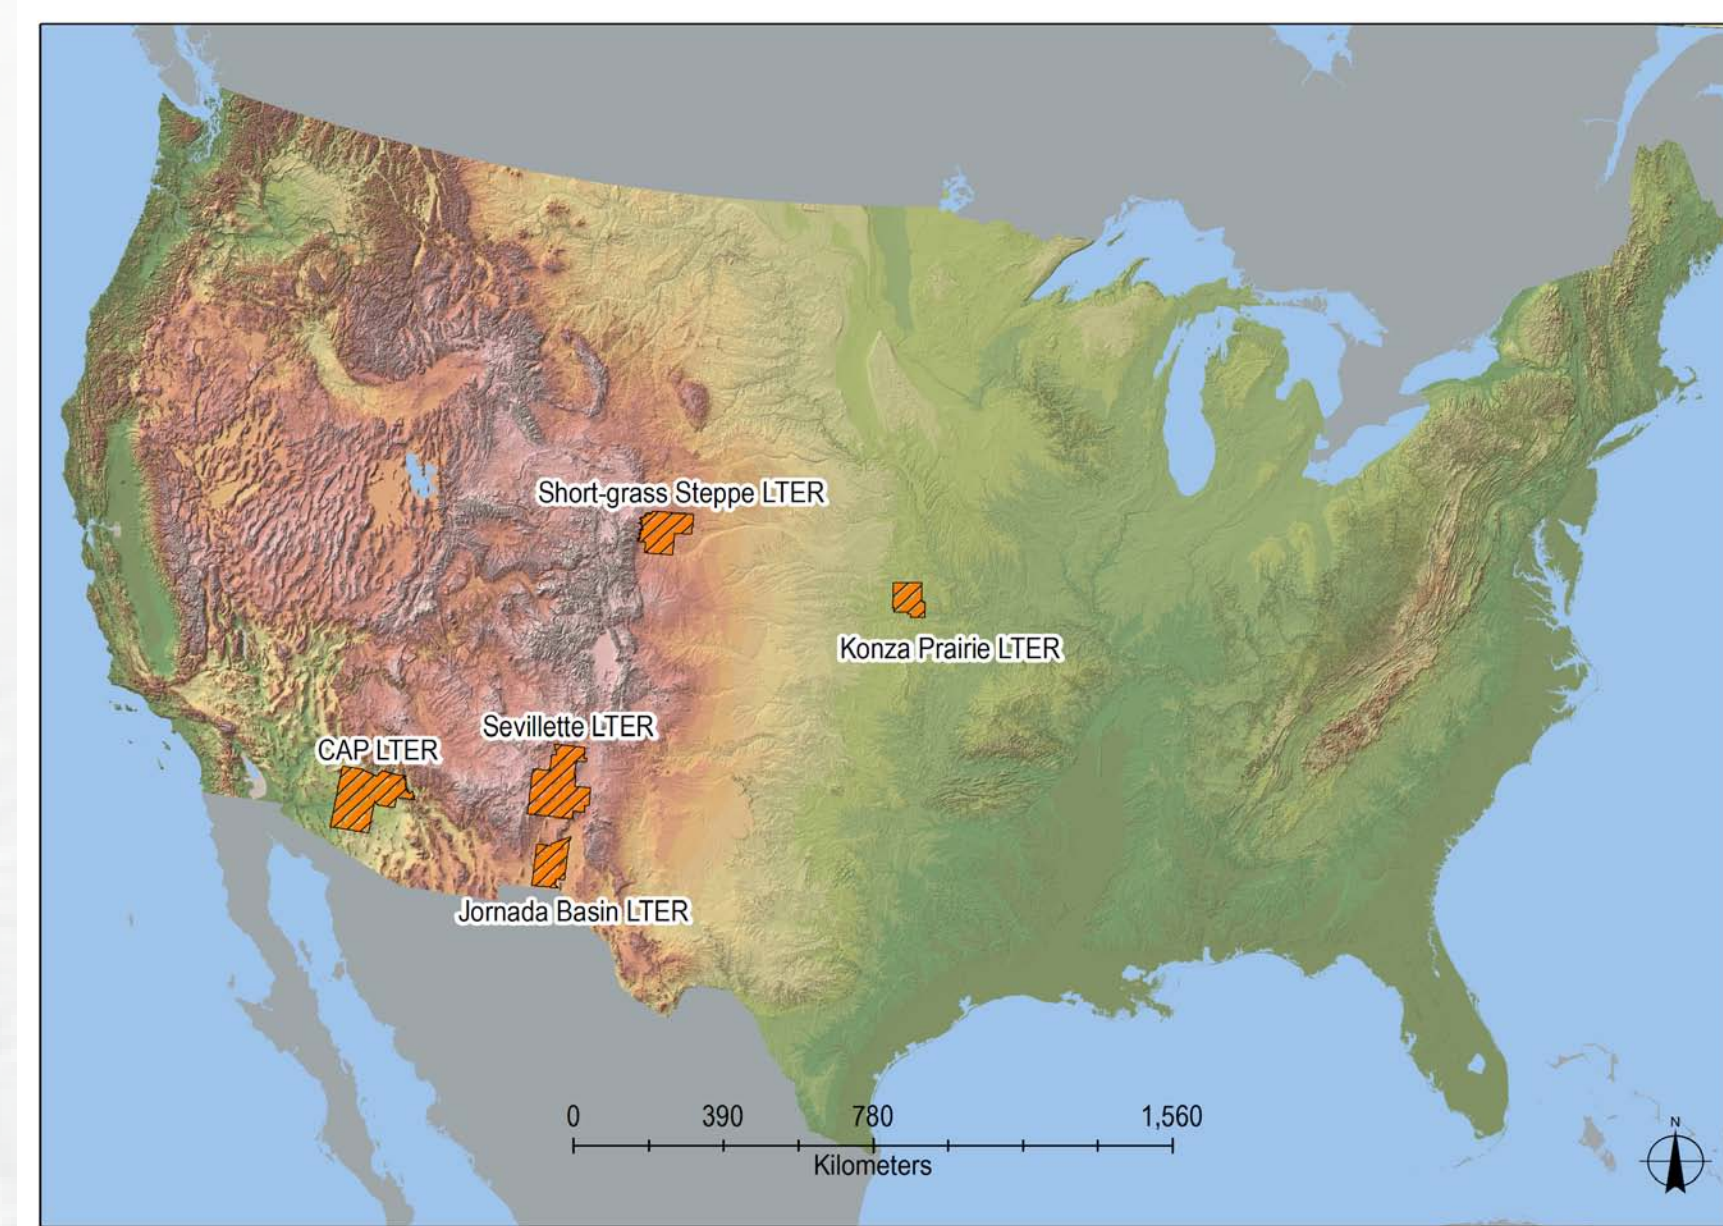 Short-grass Steppe LTER
Konza Prairie LTER
Sevillette LTER
CAP LTER
Jornada Basin LTER
0 390 780 1,560
Kilometers
N